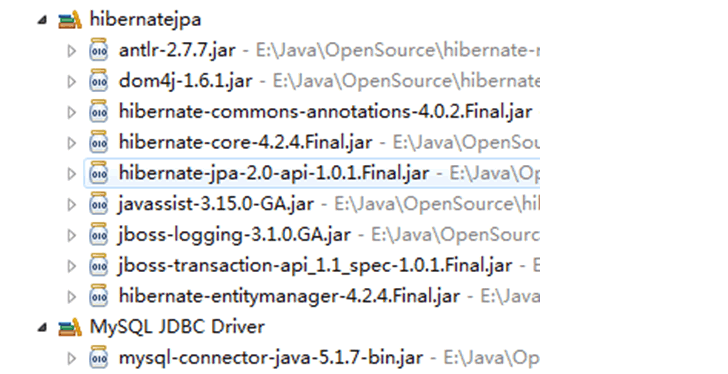 hibernatejpa
antlr-2.7.7.jar - E:\Java\OpenSource\hibernate-
dom4j-1.6.1.jar - E:\Java\OpenSource\hibernate-
hibernate-commons-annotations-4.0.2.Final.jar
hibernate-core-4.2.4.Final.jar - E:\Java\OpenSou
hibernate-jpa-2.0-api-1.0.1.Final.jar - E:\Java\Op
javassist-3.15.0-GA.jar - E:\Java\OpenSource\hil
jboss-logging-3.1.0.GA.jar - E:\Java\OpenSourc
jboss-transaction-api_1.1_spec-1.0.1.Final.jar - E
hibernate-entitymanager-4.2.4.Final.jar - E:\Java
MySQL JDBC Driver
mysql-connector-java-5.1.7-bin.jar - E:\Java\Op